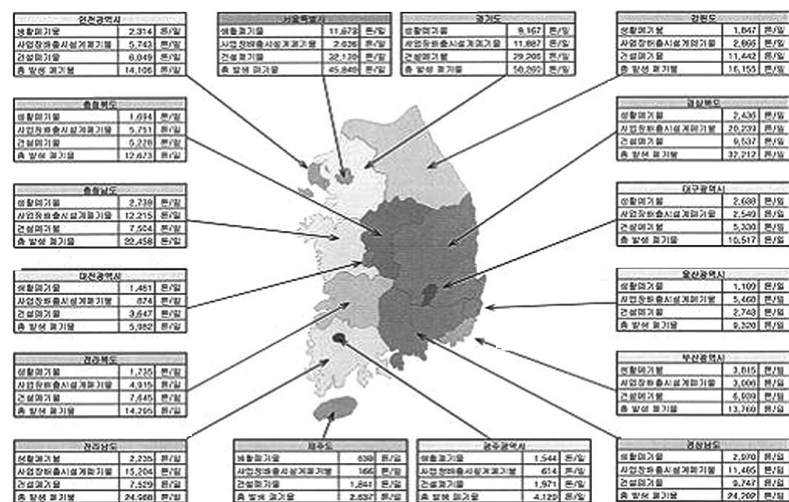 인천광역시
생활폐기물 2,314 톤/일
사업장배출시설계폐기물 5,743 톤/일
건설폐기물 6,049 톤/일
총 발생 폐기물 14,106 톤/일
서울특별시
생활폐기물 11,673 톤/일
사업장배출시설계폐기물 2,036 톤/일
건설폐기물
총 발생 폐기물 45,849 톤/일
경기도
생활폐기물 9,167 톤/일
사업장배출시설계폐기물 11,887 톤/일
건설폐기물 29,206 톤/일
총 발생 폐기물 50,260 톤/일
강원도
생활폐기물 1,847 톤/일
사업장배출시설계폐기물 2,866 톤/일
건설폐기물 11,442 톤/일
총 발생 폐기물 16,155 톤/일
충청북도
생활폐기물 1,694 톤/일
사업장배출시설계폐기물 5,751 톤/일
건설폐기물 5,228 톤/일
총 발생 폐기물 12,673 톤/일
경상북도
생활폐기물 2,436 톤/일
사업장배출시설계폐기물 20,239 톤/일
건설폐기물 9,537 톤/일
총 발생 폐기물 32,212 톤/일
충청남도
생활폐기물 2,739 톤/일
사업장배출시설계폐기물 12,215 톤/일
건설폐기물 7,504 톤/일
총 발생 폐기물 22,458 톤/일
대구광역시
생활폐기물 2,638 톤/일
사업장배출시설계폐기물 2,549 톤/일
건설폐기물 5,330 톤/일
총 발생 폐기물 10,517 톤/일
대전광역시
생활폐기물 1,461 톤/일
사업장배출시설계폐기물 874 톤/일
건설폐기물 3,647 톤/일
총 발생 폐기물 5,982 톤/일
울산광역시
생활폐기물 1,109 톤/일
사업장배출시설계폐기물 5,468 톤/일
건설폐기물 2,743 톤/일
총 발생 폐기물 9,320 톤/일
전라북도
생활폐기물 1,735 톤/일
사업장배출시설계폐기물 4,915 톤/일
건설폐기물 7,645 톤/일
총 발생 폐기물 14,295 톤/일
부산광역시
생활폐기물 3,815 톤/일
사업장배출시설계폐기물 3,006 톤/일
건설폐기물 6,939 톤/일
총 발생 폐기물 13,760 톤/일
전라남도
생활폐기물 2,235 톤/일
사업장배출시설계폐기물 15,204 톤/일
건설폐기물 7,529 톤/일
총 발생 폐기물 24,968 톤/일
제주도
생활폐기물 630 톤/일
사업장배출시설계폐기물 166 톤/일
건설폐기물 1,841 톤/일
총 발생 폐기물 2,637 톤/일
광주광역시
생활폐기물 1,544 톤/일
사업장배출시설계폐기물 614 톤/일
건설폐기물 1,971 톤/일
총 발생 폐기물 4,129 톤/일
경상남도
생활폐기물 2,970 톤/일
사업장배출시설계폐기물 11,485 톤/일
건설폐기물 9,747 톤/일
총 발생 폐기물 24,202 톤/일